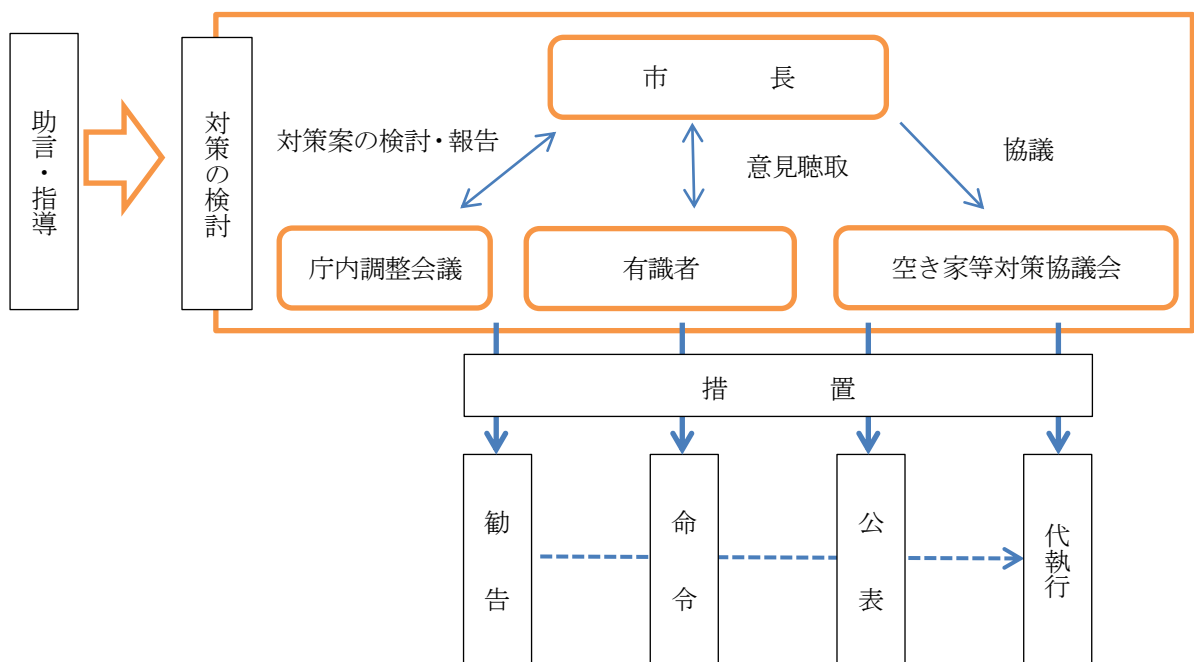 助言・指導
対策の検討
市長
対策案の検討・報告
意見聴取
協議
庁内調整会議
有識者
空き家等対策協議会
措置
勧告
命令
公表
代執行